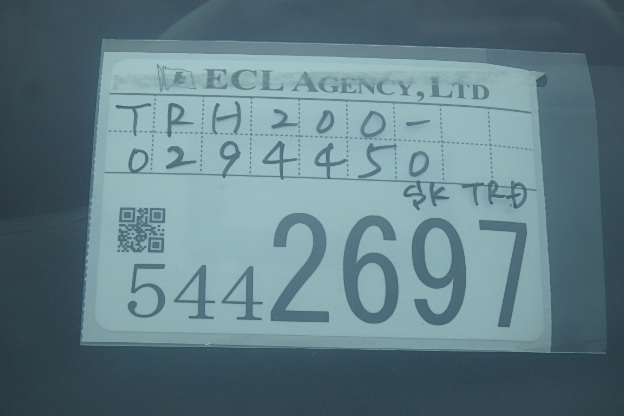 ECL AGENCY, LTD
TRH200-
0294450
SK TRD
5442697